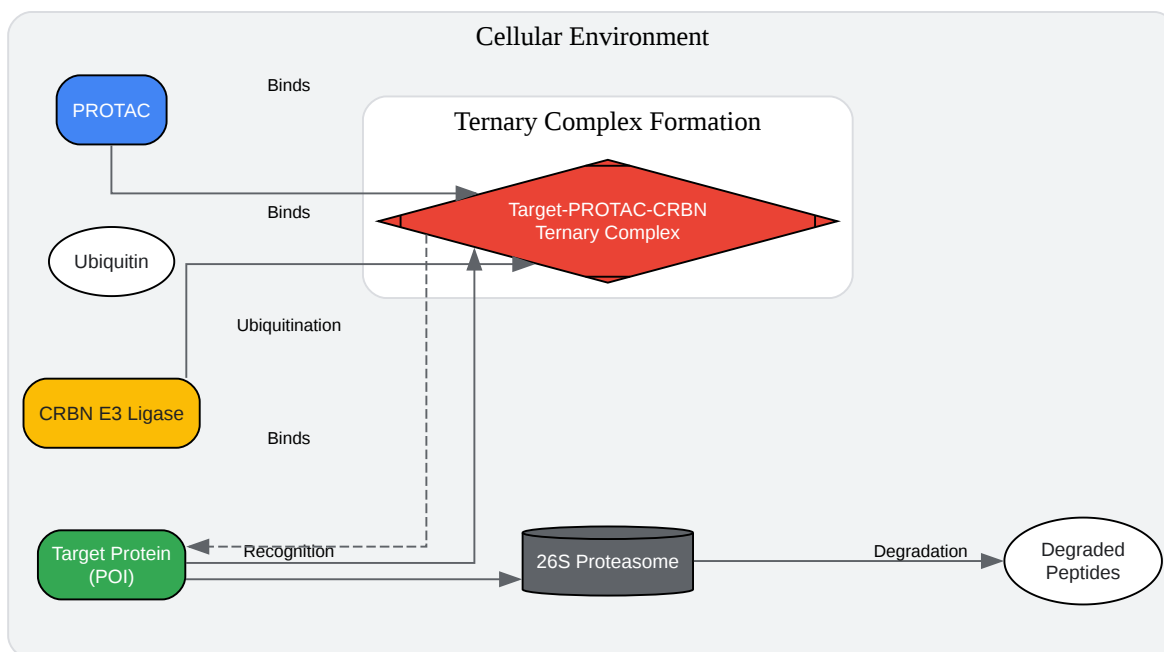 Cellular Environment
Binds
PROTAC
Ternary Complex Formation
Binds
Target-PROTAC-CRBN
Ternary Complex
Ubiquitin
Ubiquitination
CRBN E3 Ligase
Binds
Target Protein
(POI)
Recognition
26S Proteasome
Degradation
Degraded
Peptides